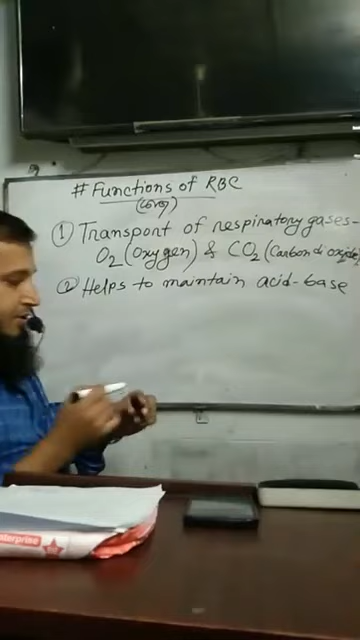 # Functions of RBC
① Transport of respiratory gases-
O₂ (Oxygen) & CO₂ (Carbon di oxide)
② Helps to maintain acid-base
enterprise